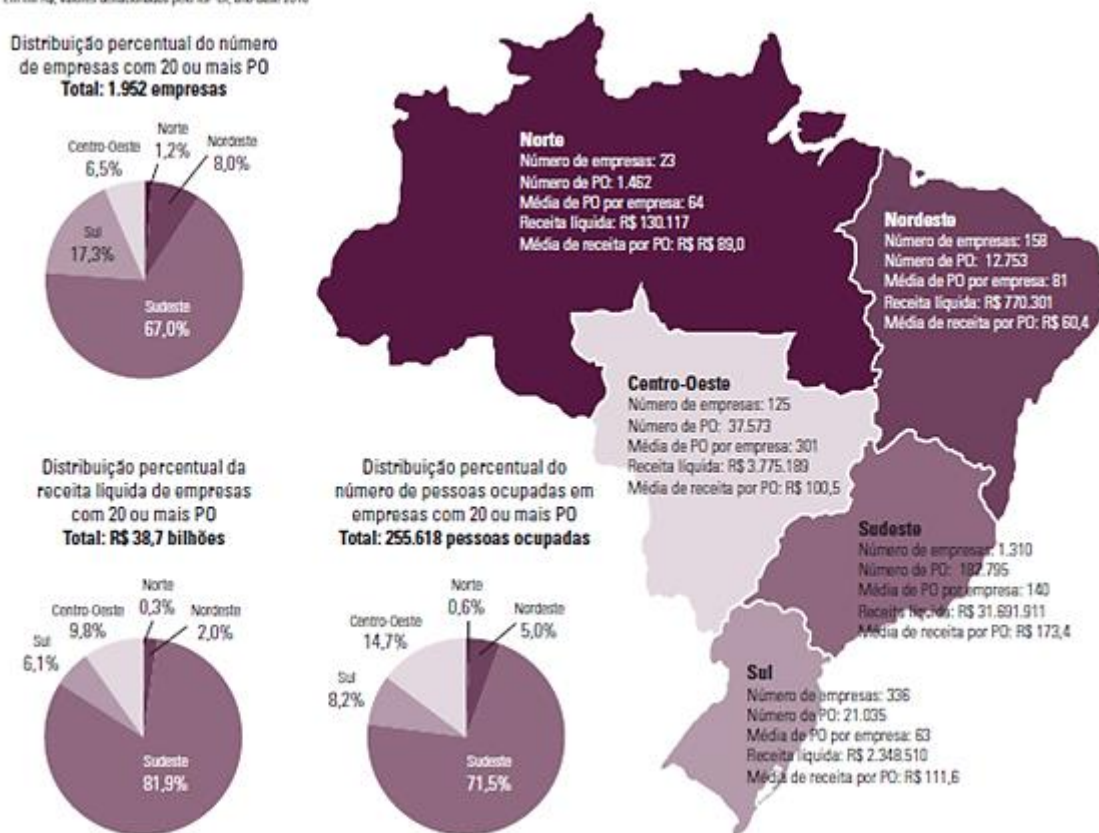 Distribuição percentual do número
de empresas com 20 ou mais PO
Total: 1.952 empresas
Norte
1,2%
Nordeste
8,0%
Centro-Oeste
6,5%
Sul
17,3%
Sudeste
67,0%
Norte
Número de empresas: 23
Número de PO: 1.462
Média de PO por empresa: 64
Receita líquida: R$ 130.117
Média de receita por PO: R$ R$ 89,0
Nordeste
Número de empresas: 158
Número de PO: 12.753
Média de PO por empresa: 81
Receita líquida: R$ 770.301
Média de receita por PO: R$ 60,4
Centro-Oeste
Número de empresas: 125
Número de PO: 37.573
Média de PO por empresa: 301
Receita líquida: R$ 3.775.189
Média de receita por PO: R$ 100,5
Sudeste
Número de empresas: 1.310
Número de PO: 182.795
Média de PO por empresa: 140
Receita líquida: R$ 31.691.911
Média de receita por PO: R$ 173,4
Sul
Número de empresas: 336
Número de PO: 21.035
Média de PO por empresa: 63
Receita líquida: R$ 2.348.510
Média de receita por PO: R$ 111,6
Distribuição percentual da
receita líquida de empresas
com 20 ou mais PO
Total: R$ 38,7 bilhões
Norte
0,3%
Nordeste
2,0%
Centro-Oeste
9,8%
Sul
6,1%
Sudeste
81,9%
Distribuição percentual do
número de pessoas ocupadas em
empresas com 20 ou mais PO
Total: 255.618 pessoas ocupadas
Norte
0,6%
Nordeste
5,0%
Centro-Oeste
14,7%
Sul
8,2%
Sudeste
71,5%